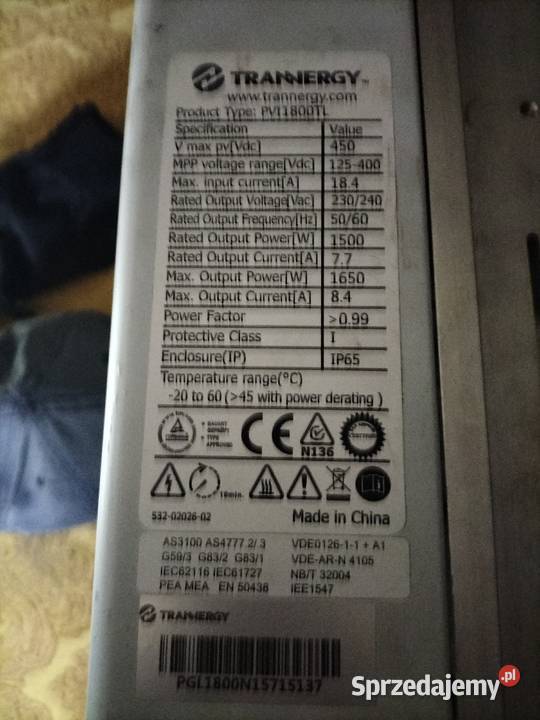 TRANNERGY™
www.trannergy.com
Product Type: PVI1800TL
Specification Value
V max pv[Vdc] 450
MPP voltage range[Vdc] 125-400
Max. input current[A] 18.4
Rated Output Voltage[Vac] 230/240
Rated Output Frequency[Hz] 50/60
Rated Output Power[W] 1500
Rated Output Current[A] 7.7
Max. Output Power[W] 1650
Max. Output Current[A] 8.4
Power Factor >0.99
Protective Class I
Enclosure(IP) IP65
Temperature range(°C)
-20 to 60 (>45 with power derating )
CE
N136
10min.
532-02026-02 Made in China
AS3100 AS4777.2/.3 VDE0126-1-1 + A1
G59/3 G83/2 G83/1 VDE-AR-N 4105
IEC62116 IEC61727 NB/T 32004
PEA MEA EN 50438 IEE1547
TRANNERGY
PGL1800N15715137
Sprzedajemy.pl